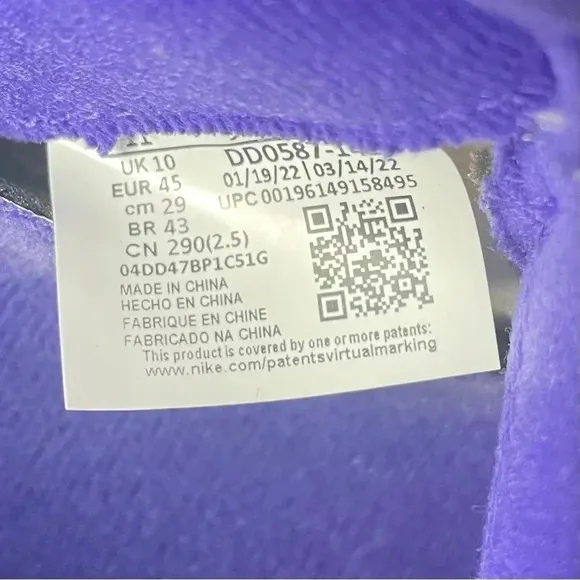 UK 10
EUR 45
cm 29
BR 43
CN 290(2.5)
04DD47BP1C51G
DD0587-
01/19/22 | 03/14/22
UPC 00196149158495
MADE IN CHINA
HECHO EN CHINA
FABRIQUE EN CHINE
FABRICADO NA CHINA
This product is covered by one or more patents:
www.nike.com/patentsvirtualmarking